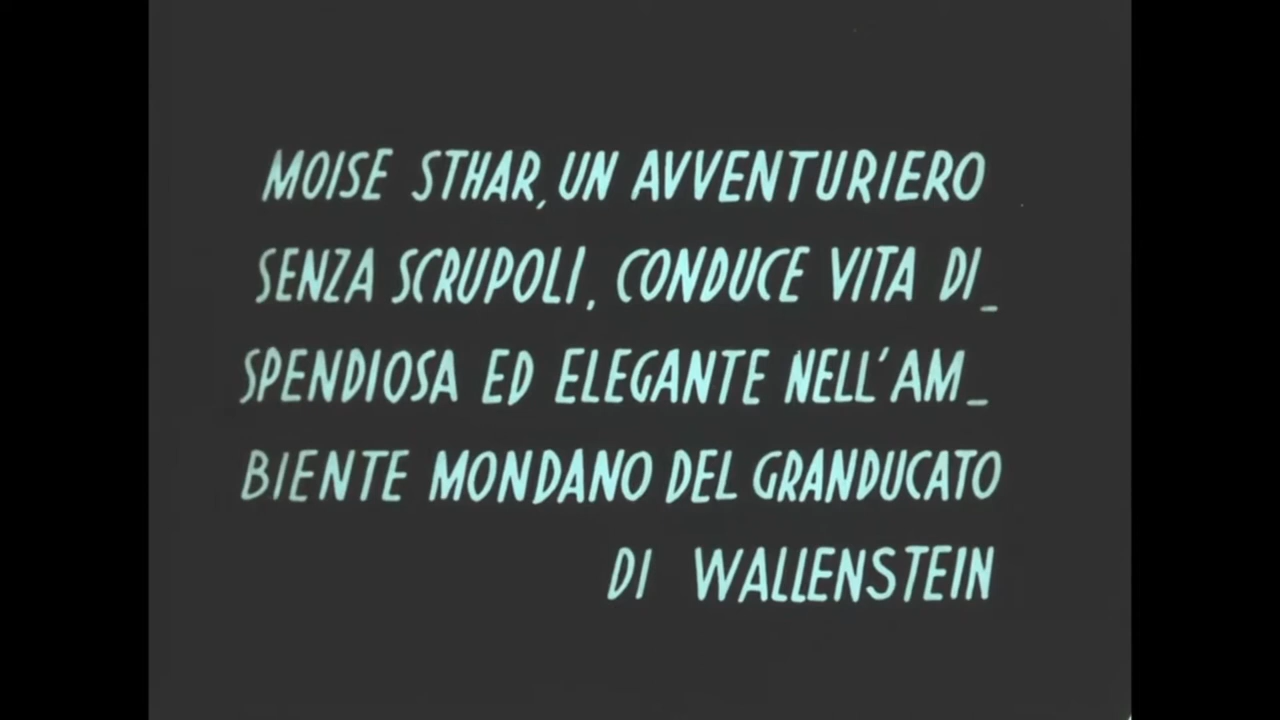 MOISE STHAR, UN AVVENTURIERO
SENZA SCRUPOLI, CONDUCE VITA DI_
SPENDIOSA ED ELEGANTE NELL'AM_
BIENTE MONDANO DEL GRANDUCATO
DI WALLENSTEIN